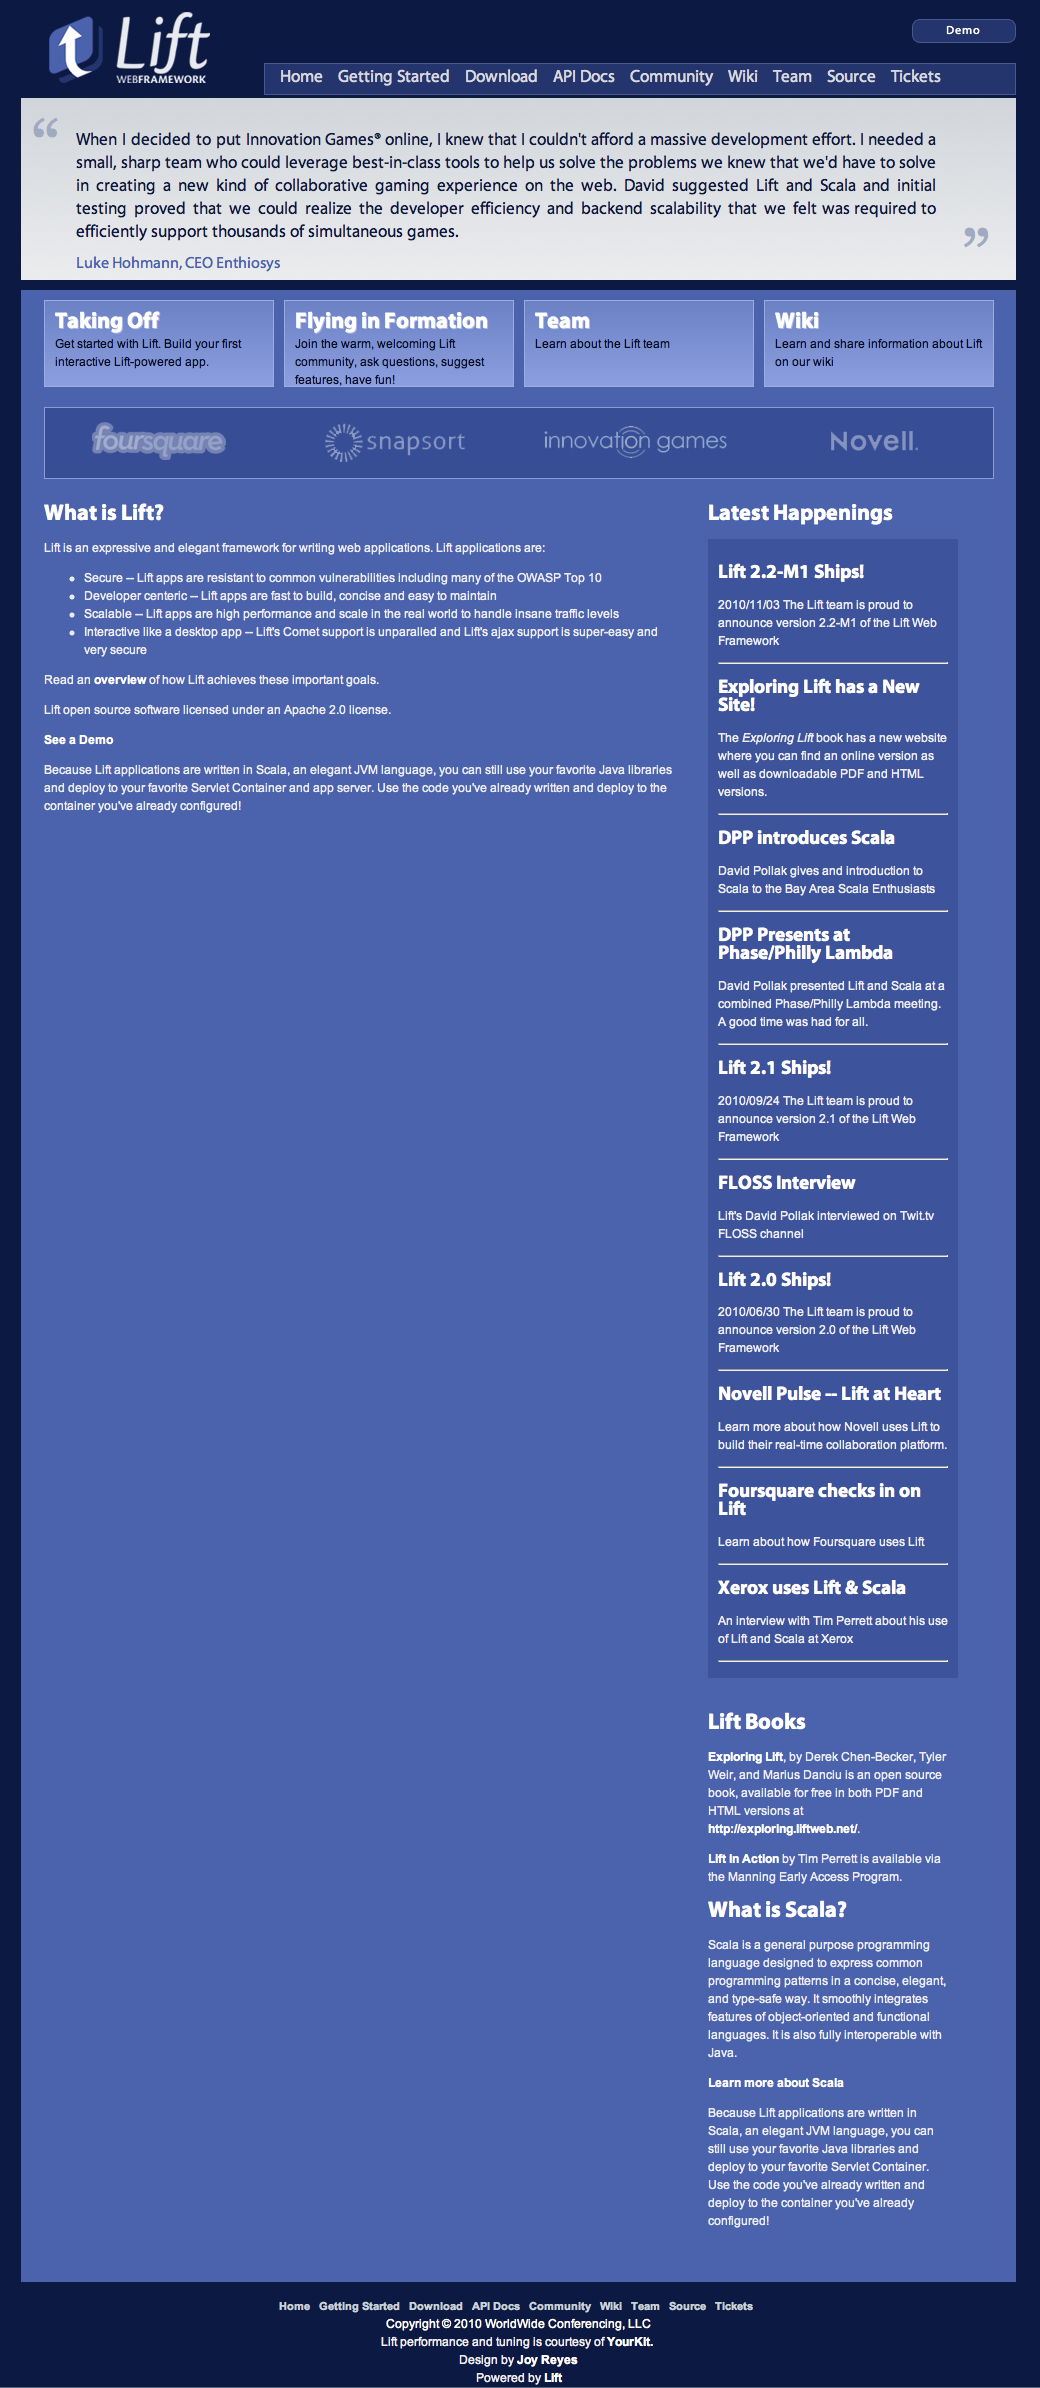 Lift
WEBFRAMEWORK
Demo
Home Getting Started Download API Docs Community Wiki Team Source Tickets
“
When I decided to put Innovation Games® online, I knew that I couldn't afford a massive development effort. I needed a
small, sharp team who could leverage best-in-class tools to help us solve the problems we knew that we'd have to solve
in creating a new kind of collaborative gaming experience on the web. David suggested Lift and Scala and initial
testing proved that we could realize the developer efficiency and backend scalability that we felt was required to
efficiently support thousands of simultaneous games.
”
Luke Hohmann, CEO Enthiosys
Taking Off
Get started with Lift. Build your first
interactive Lift-powered app.
Flying in Formation
Join the warm, welcoming Lift
community, ask questions, suggest
features, have fun!
Team
Learn about the Lift team
Wiki
Learn and share information about Lift
on our wiki
foursquare snapsort innovation games Novell.
What is Lift?
Lift is an expressive and elegant framework for writing web applications. Lift applications are:
• Secure -- Lift apps are resistant to common vulnerabilities including many of the OWASP Top 10
• Developer centeric -- Lift apps are fast to build, concise and easy to maintain
• Scalable -- Lift apps are high performance and scale in the real world to handle insane traffic levels
• Interactive like a desktop app -- Lift's Comet support is unparalled and Lift's ajax support is super-easy and
very secure
Read an overview of how Lift achieves these important goals.
Lift open source software licensed under an Apache 2.0 license.
See a Demo
Because Lift applications are written in Scala, an elegant JVM language, you can still use your favorite Java libraries
and deploy to your favorite Servlet Container and app server. Use the code you've already written and deploy to the
container you've already configured!
Latest Happenings
Lift 2.2-M1 Ships!
2010/11/03 The Lift team is proud to
announce version 2.2-M1 of the Lift Web
Framework
Exploring Lift has a New
Site!
The Exploring Lift book has a new website
where you can find an online version as
well as downloadable PDF and HTML
versions.
DPP introduces Scala
David Pollak gives and introduction to
Scala to the Bay Area Scala Enthusiasts
DPP Presents at
Phase/Philly Lambda
David Pollak presented Lift and Scala at a
combined Phase/Philly Lambda meeting.
A good time was had for all.
Lift 2.1 Ships!
2010/09/24 The Lift team is proud to
announce version 2.1 of the Lift Web
Framework
FLOSS Interview
Lift's David Pollak interviewed on Twit.tv
FLOSS channel
Lift 2.0 Ships!
2010/06/30 The Lift team is proud to
announce version 2.0 of the Lift Web
Framework
Novell Pulse -- Lift at Heart
Learn more about how Novell uses Lift to
build their real-time collaboration platform.
Foursquare checks in on
Lift
Learn about how Foursquare uses Lift
Xerox uses Lift & Scala
An interview with Tim Perrett about his use
of Lift and Scala at Xerox
Lift Books
Exploring Lift, by Derek Chen-Becker, Tyler
Weir, and Marius Danciu is an open source
book, available for free in both PDF and
HTML versions at
http://exploring.liftweb.net/.
Lift in Action by Tim Perrett is available via
the Manning Early Access Program.
What is Scala?
Scala is a general purpose programming
language designed to express common
programming patterns in a concise, elegant,
and type-safe way. It smoothly integrates
features of object-oriented and functional
languages. It is also fully interoperable with
Java.
Learn more about Scala
Because Lift applications are written in
Scala, an elegant JVM language, you can
still use your favorite Java libraries and
deploy to your favorite Servlet Container.
Use the code you've already written and
deploy to the container you've already
configured!
Home Getting Started Download API Docs Community Wiki Team Source Tickets
Copyright © 2010 WorldWide Conferencing, LLC
Lift performance and tuning is courtesy of YourKit.
Design by Joy Reyes
Powered by Lift